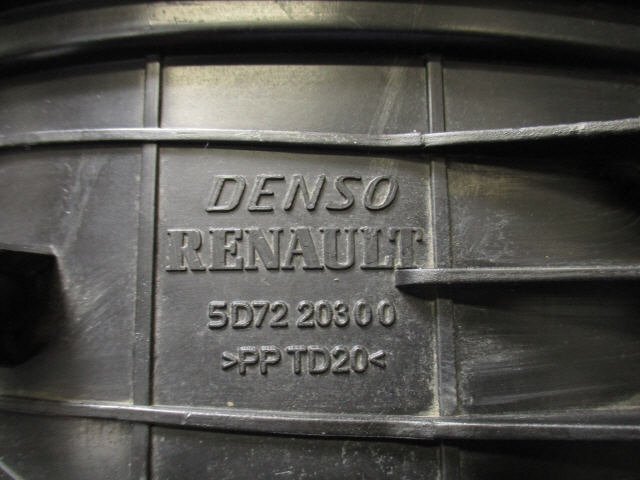 DENSO
RENAULT
5D72 20300
>PP TD20<